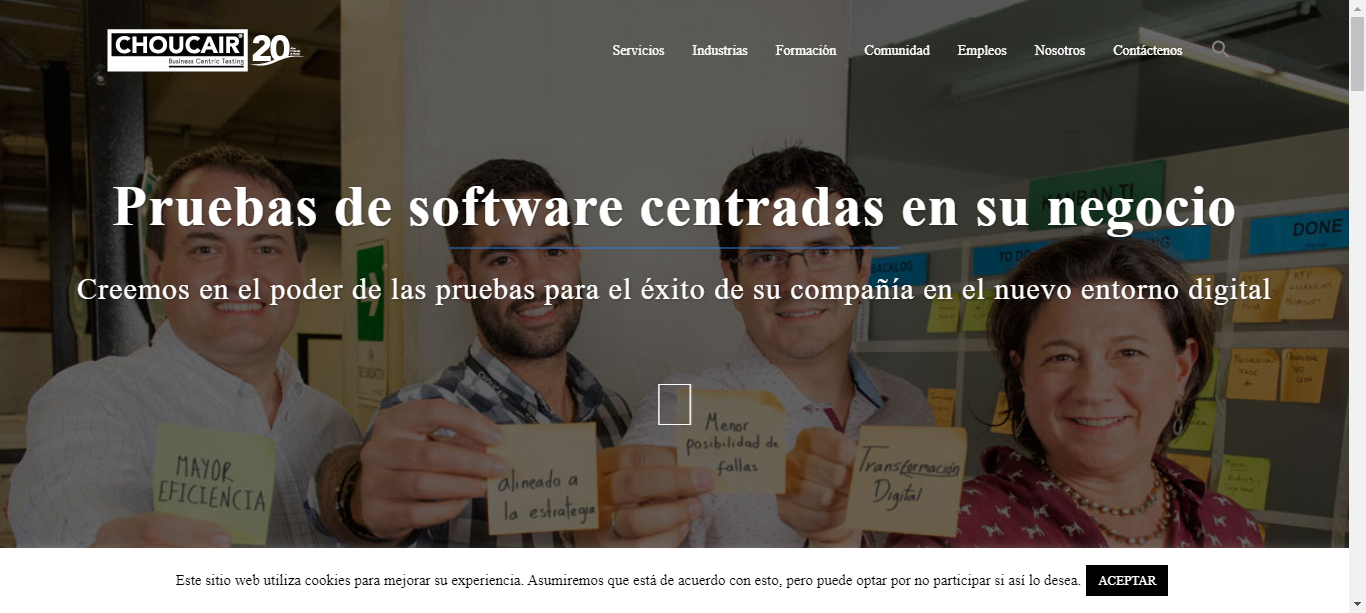 CHOUCAIR® 20
Business Centric Testing
Servicios Industrias Formación Comunidad Empleos Nosotros Contáctenos
Pruebas de software centradas en su negocio
Creemos en el poder de las pruebas para el éxito de su compañía en el nuevo entorno digital
KANBAN TI
BACKLOG
TO DO
DONE
MAYOR
EFICIENCIA
alineado a
la estrategia
Menor
posibilidad de
fallas
Transformación
Digital
Este sitio web utiliza cookies para mejorar su experiencia. Asumiremos que está de acuerdo con esto, pero puede optar por no participar si así lo desea. ACEPTAR